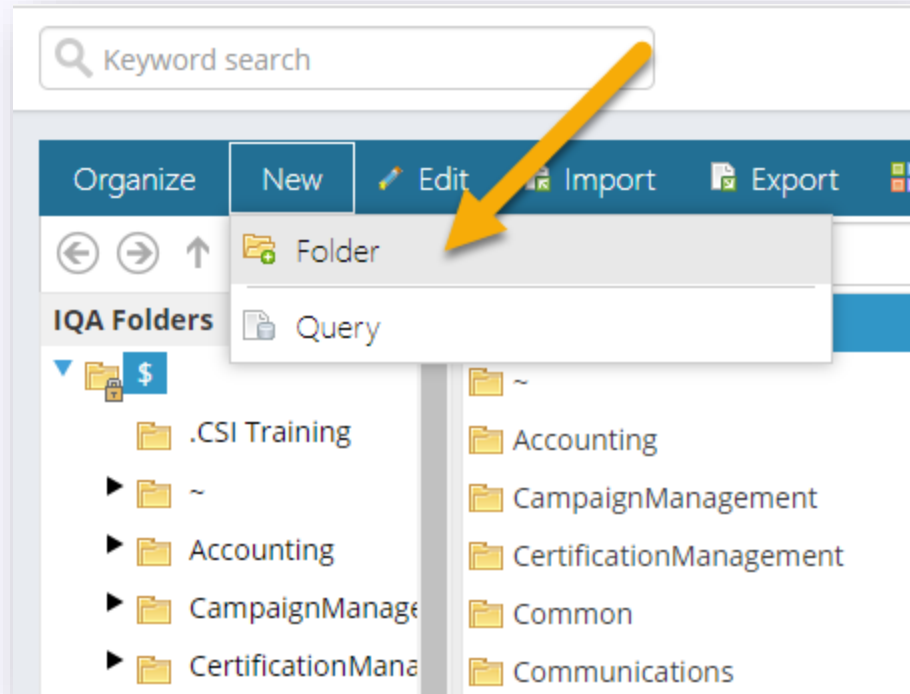 Keyword search
Organize New Edit Import Export
Folder
IQA Folders
Query
$
~
.CSI Training
Accounting
~
CampaignManagement
Accounting
CertificationManagement
CampaignManage
Common
CertificationMana
Communications